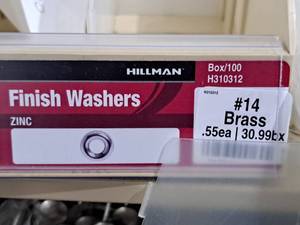 HILLMAN
Box/100
H310312
Finish Washers
ZINC
#14
Brass
.55ea | 30.99bx